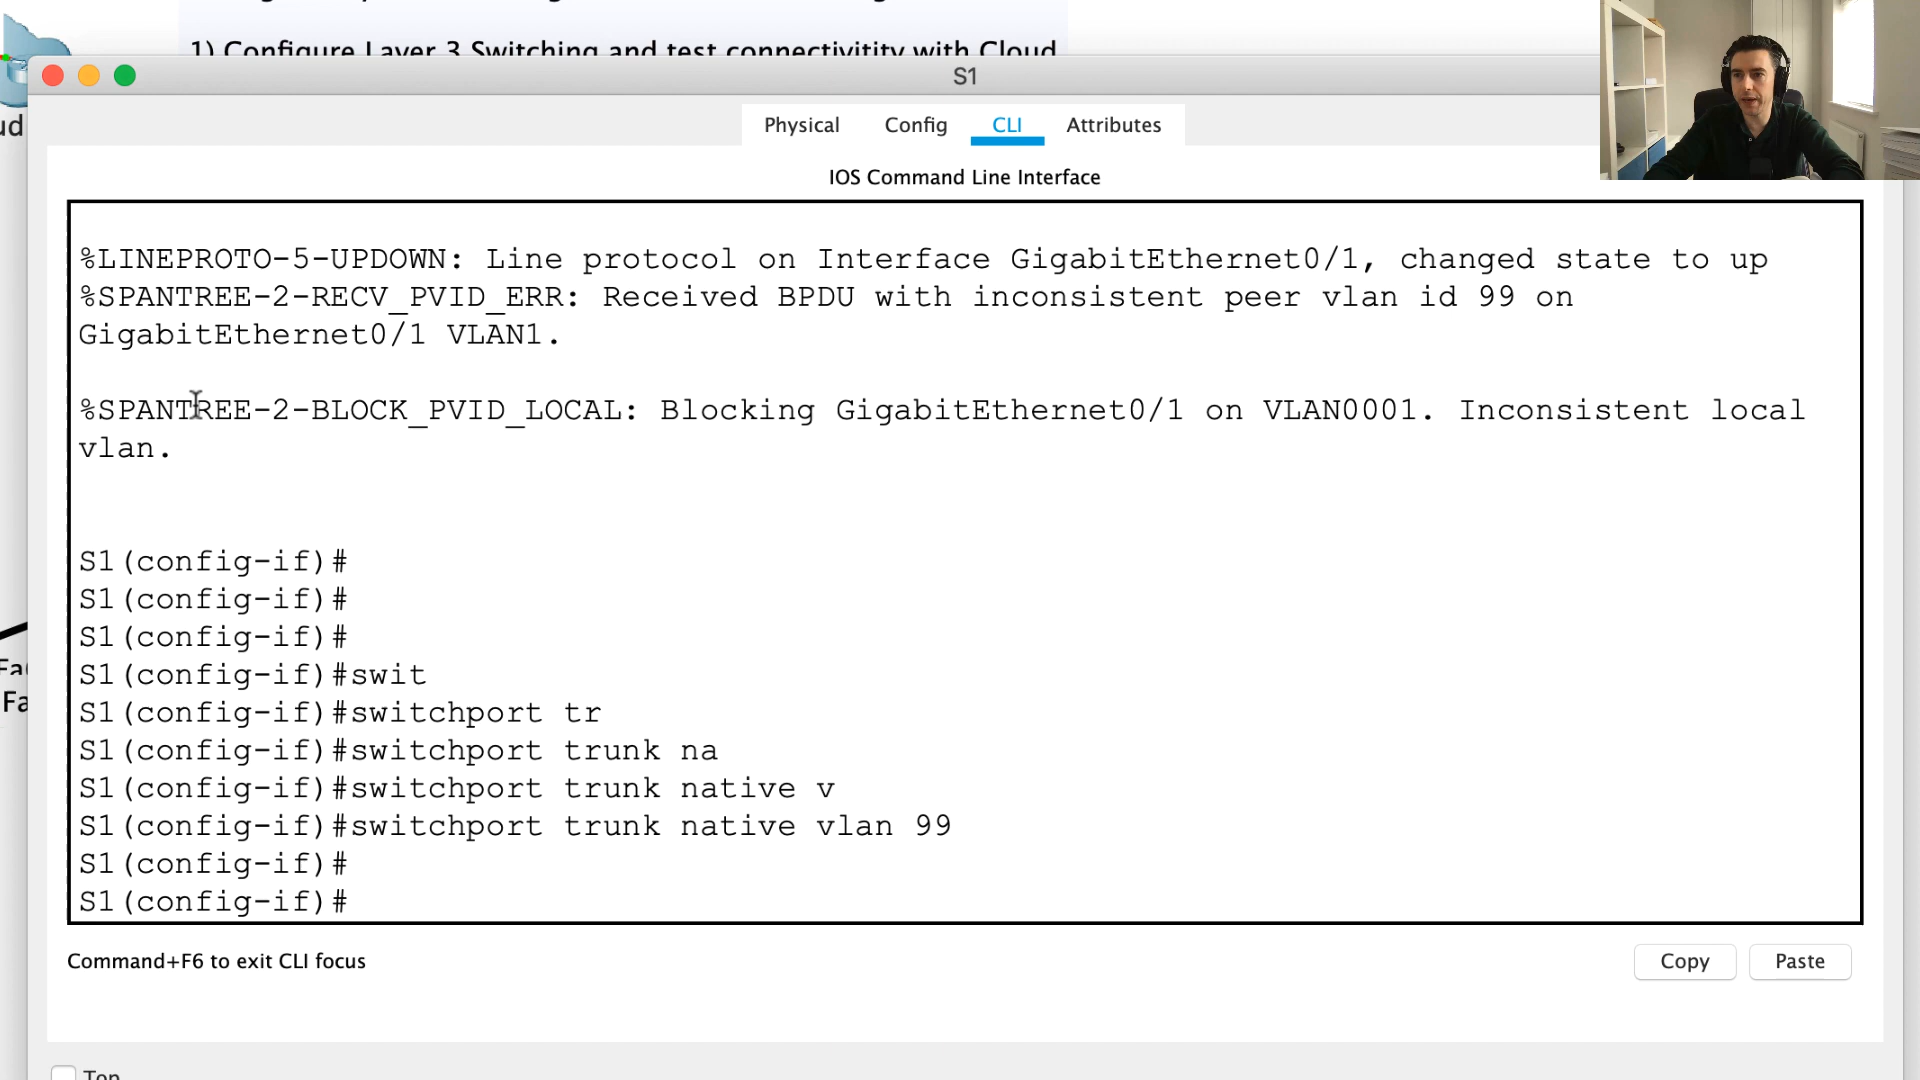 1) Configure Layer 3 Switching and test connectivitity with Cloud
S1
Physical
Config
CLI
Attributes
IOS Command Line Interface
%LINEPROTO-5-UPDOWN: Line protocol on Interface GigabitEthernet0/1, changed state to up
%SPANTREE-2-RECV_PVID_ERR: Received BPDU with inconsistent peer vlan id 99 on
GigabitEthernet0/1 VLAN1.
%SPANTREE-2-BLOCK_PVID_LOCAL: Blocking GigabitEthernet0/1 on VLAN0001. Inconsistent local
vlan.
S1(config-if)#
S1(config-if)#
S1(config-if)#
S1(config-if)#swit
S1(config-if)#switchport tr
S1(config-if)#switchport trunk na
S1(config-if)#switchport trunk native v
S1(config-if)#switchport trunk native vlan 99
S1(config-if)#
S1(config-if)#
Command+F6 to exit CLI focus
Copy
Paste
Top
ud
Fa
Fa